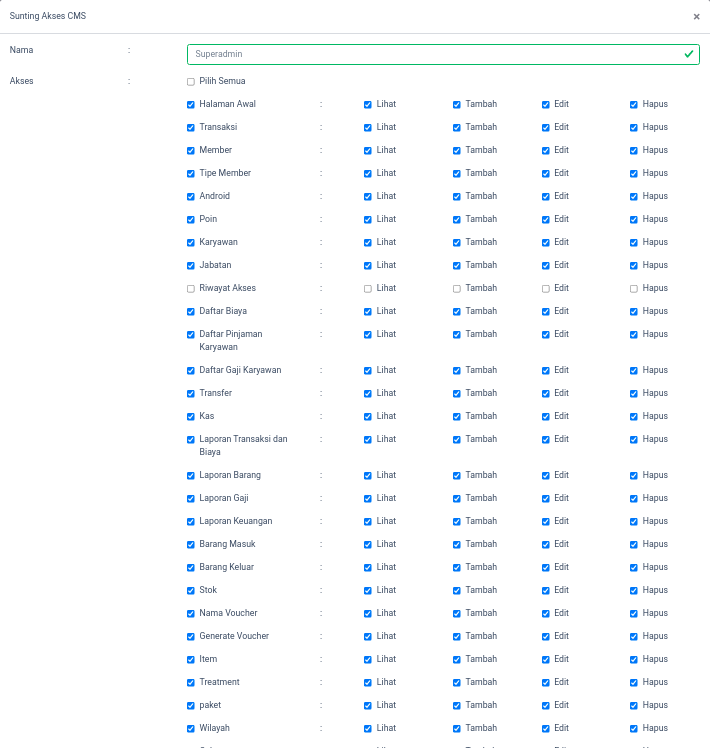 Sunting Akses CMS ×
Nama : Superadmin
Akses : Pilih Semua
Halaman Awal : Lihat Tambah Edit Hapus
Transaksi : Lihat Tambah Edit Hapus
Member : Lihat Tambah Edit Hapus
Tipe Member : Lihat Tambah Edit Hapus
Android : Lihat Tambah Edit Hapus
Poin : Lihat Tambah Edit Hapus
Karyawan : Lihat Tambah Edit Hapus
Jabatan : Lihat Tambah Edit Hapus
Riwayat Akses : Lihat Tambah Edit Hapus
Daftar Biaya : Lihat Tambah Edit Hapus
Daftar Pinjaman : Lihat Tambah Edit Hapus
Karyawan
Daftar Gaji Karyawan : Lihat Tambah Edit Hapus
Transfer : Lihat Tambah Edit Hapus
Kas : Lihat Tambah Edit Hapus
Laporan Transaksi dan : Lihat Tambah Edit Hapus
Biaya
Laporan Barang : Lihat Tambah Edit Hapus
Laporan Gaji : Lihat Tambah Edit Hapus
Laporan Keuangan : Lihat Tambah Edit Hapus
Barang Masuk : Lihat Tambah Edit Hapus
Barang Keluar : Lihat Tambah Edit Hapus
Stok : Lihat Tambah Edit Hapus
Nama Voucher : Lihat Tambah Edit Hapus
Generate Voucher : Lihat Tambah Edit Hapus
Item : Lihat Tambah Edit Hapus
Treatment : Lihat Tambah Edit Hapus
paket : Lihat Tambah Edit Hapus
Wilayah : Lihat Tambah Edit Hapus